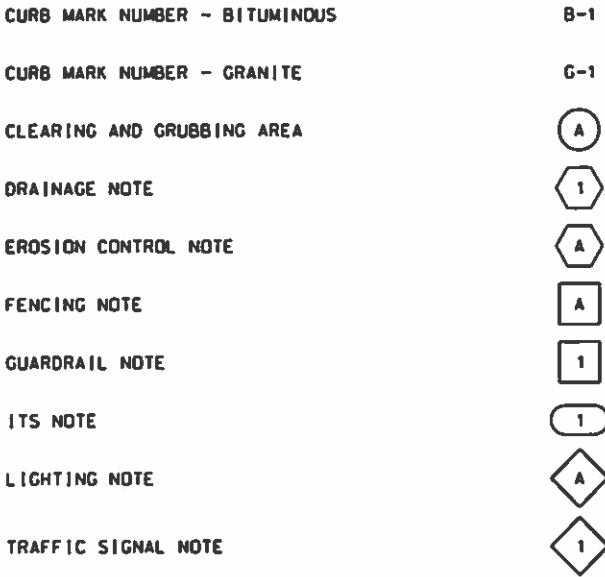 CURB MARK NUMBER - BITUMINOUS B-1
CURB MARK NUMBER - GRANITE G-1
CLEARING AND GRUBBING AREA A
DRAINAGE NOTE 1
EROSION CONTROL NOTE A
FENCING NOTE A
GUARDRAIL NOTE 1
ITS NOTE 1
LIGHTING NOTE A
TRAFFIC SIGNAL NOTE 1